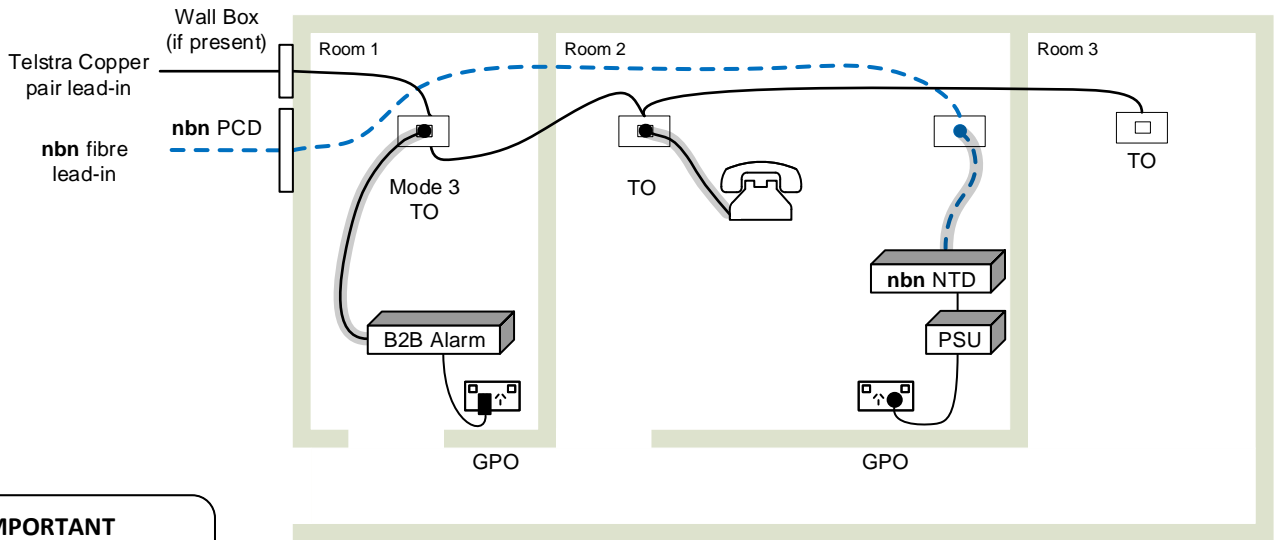 Wall Box
(if present)
Telstra Copper
pair lead-in
nbn PCD
nbn fibre
lead-in
Room 1
Room 2
Room 3
Mode 3
TO
TO
TO
nbn NTD
B2B Alarm
PSU
GPO
GPO
MPORTANT